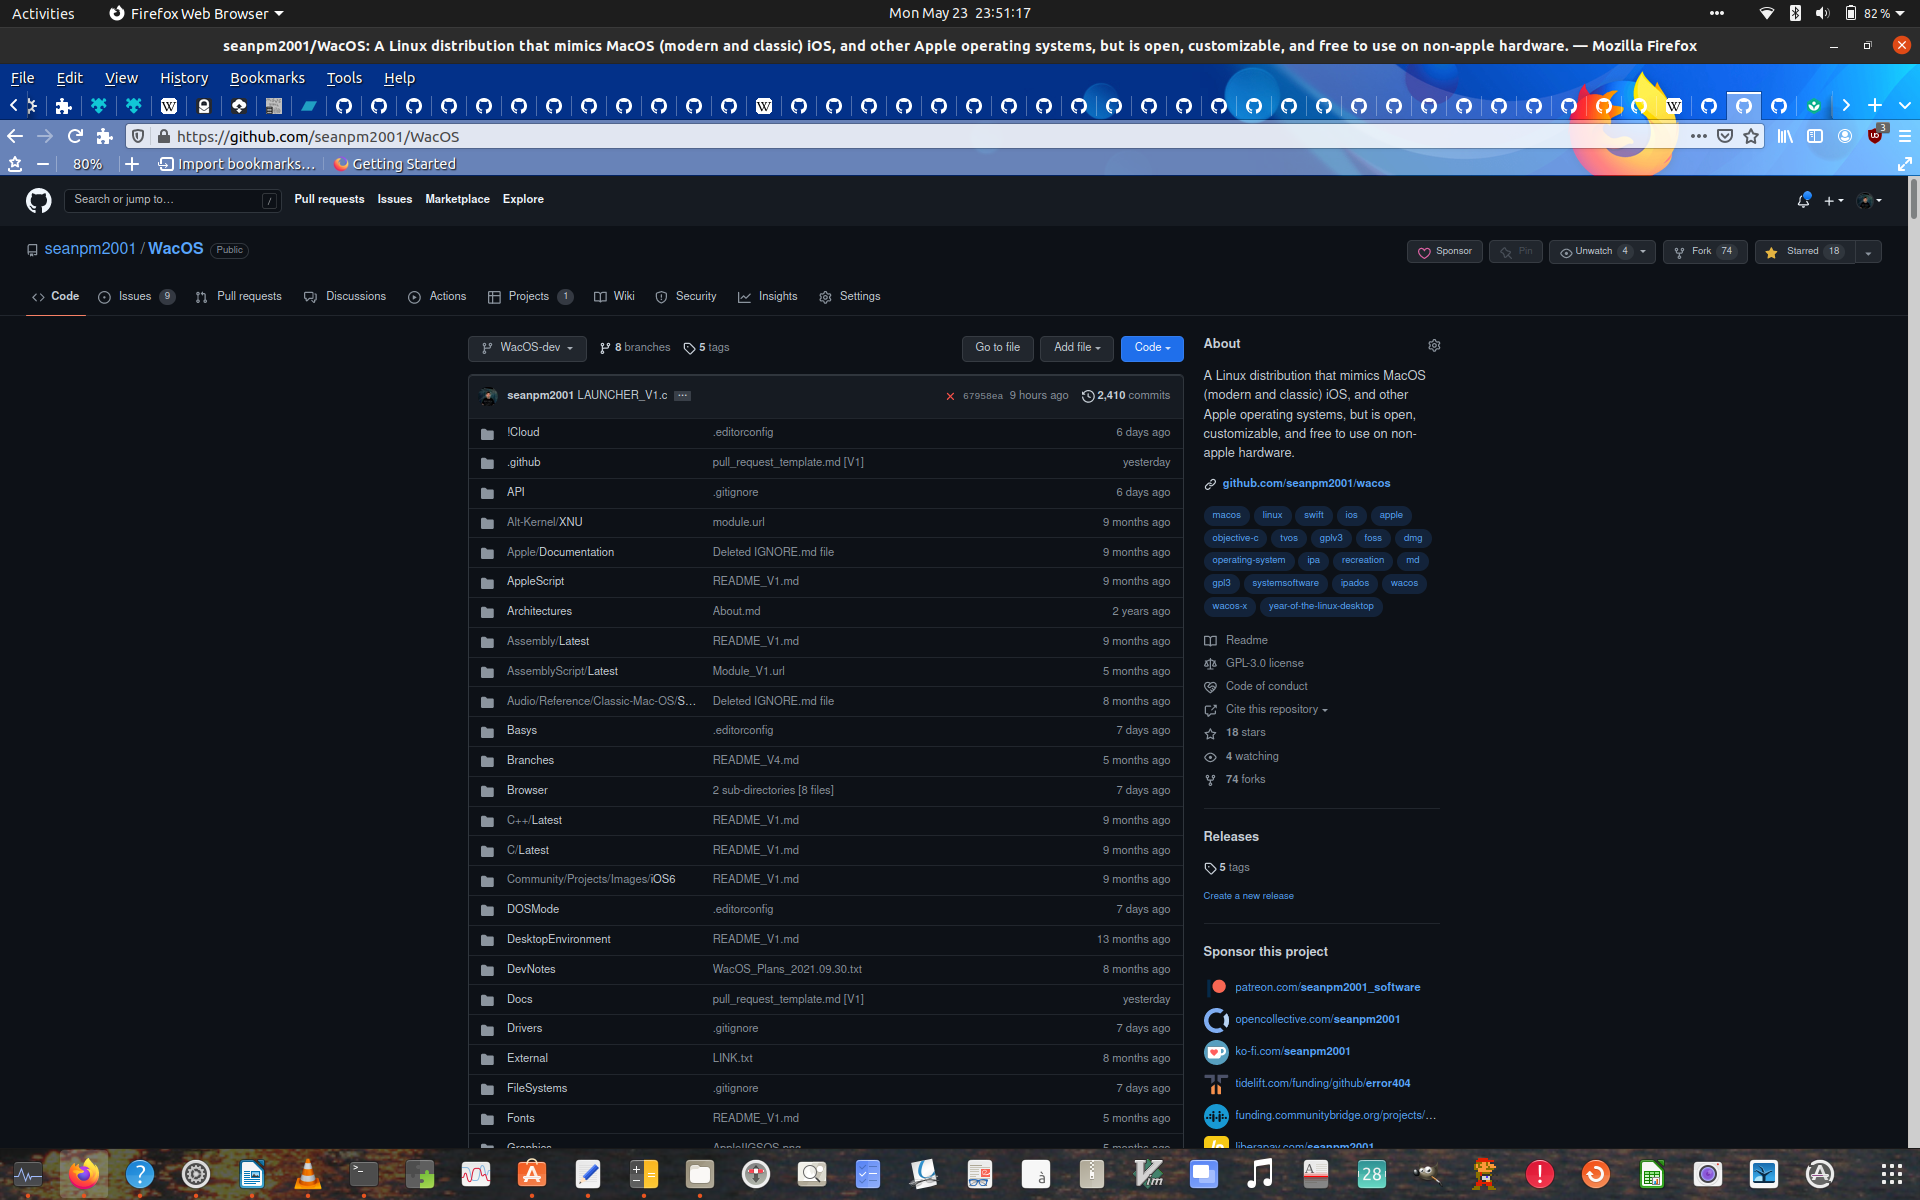 Activities Firefox Web Browser Mon May 23 23:51:17 82 %
seanpm2001/WacOS: A Linux distribution that mimics MacOS (modern and classic) iOS, and other Apple operating systems, but is open, customizable, and free to use on non-apple hardware. — Mozilla Firefox
File Edit View History Bookmarks Tools Help
https://github.com/seanpm2001/WacOS 3
80% Import bookmarks... Getting Started
Search or jump to... / Pull requests Issues Marketplace Explore
seanpm2001 / WacOS Public Sponsor Pin Unwatch 4 Fork 74 Starred 18
Code Issues 9 Pull requests Discussions Actions Projects 1 Wiki Security Insights Settings
WacOS-dev 8 branches 5 tags Go to file Add file Code
seanpm2001 LAUNCHER_V1.c ... 67958ea 9 hours ago 2,410 commits
!Cloud .editorconfig 6 days ago
.github pull_request_template.md [V1] yesterday
API .gitignore 6 days ago
Alt-Kernel/XNU module.url 9 months ago
Apple/Documentation Deleted IGNORE.md file 9 months ago
AppleScript README_V1.md 9 months ago
Architectures About.md 2 years ago
Assembly/Latest README_V1.md 9 months ago
AssemblyScript/Latest Module_V1.url 5 months ago
Audio/Reference/Classic-Mac-OS/S... Deleted IGNORE.md file 8 months ago
Basys .editorconfig 7 days ago
Branches README_V4.md 5 months ago
Browser 2 sub-directories [8 files] 7 days ago
C++/Latest README_V1.md 9 months ago
C/Latest README_V1.md 9 months ago
Community/Projects/Images/iOS6 README_V1.md 9 months ago
DOSMode .editorconfig 7 days ago
DesktopEnvironment README_V1.md 13 months ago
DevNotes WacOS_Plans_2021.09.30.txt 8 months ago
Docs pull_request_template.md [V1] yesterday
Drivers .gitignore 7 days ago
External LINK.txt 8 months ago
FileSystems .gitignore 7 days ago
Fonts README_V1.md 5 months ago
Graphics AppleIIGSOS.png 5 months ago
About
A Linux distribution that mimics MacOS
(modern and classic) iOS, and other
Apple operating systems, but is open,
customizable, and free to use on non-
apple hardware.
github.com/seanpm2001/wacos
macos linux swift ios apple
objective-c tvos gplv3 foss dmg
operating-system ipa recreation md
gpl3 systemsoftware ipados wacos
wacos-x year-of-the-linux-desktop
Readme
GPL-3.0 license
Code of conduct
Cite this repository
18 stars
4 watching
74 forks
Releases
5 tags
Create a new release
Sponsor this project
patreon.com/seanpm2001_software
opencollective.com/seanpm2001
ko-fi.com/seanpm2001
tidelift.com/funding/github/error404
funding.communitybridge.org/projects/...
liberapay.com/seanpm2001
28